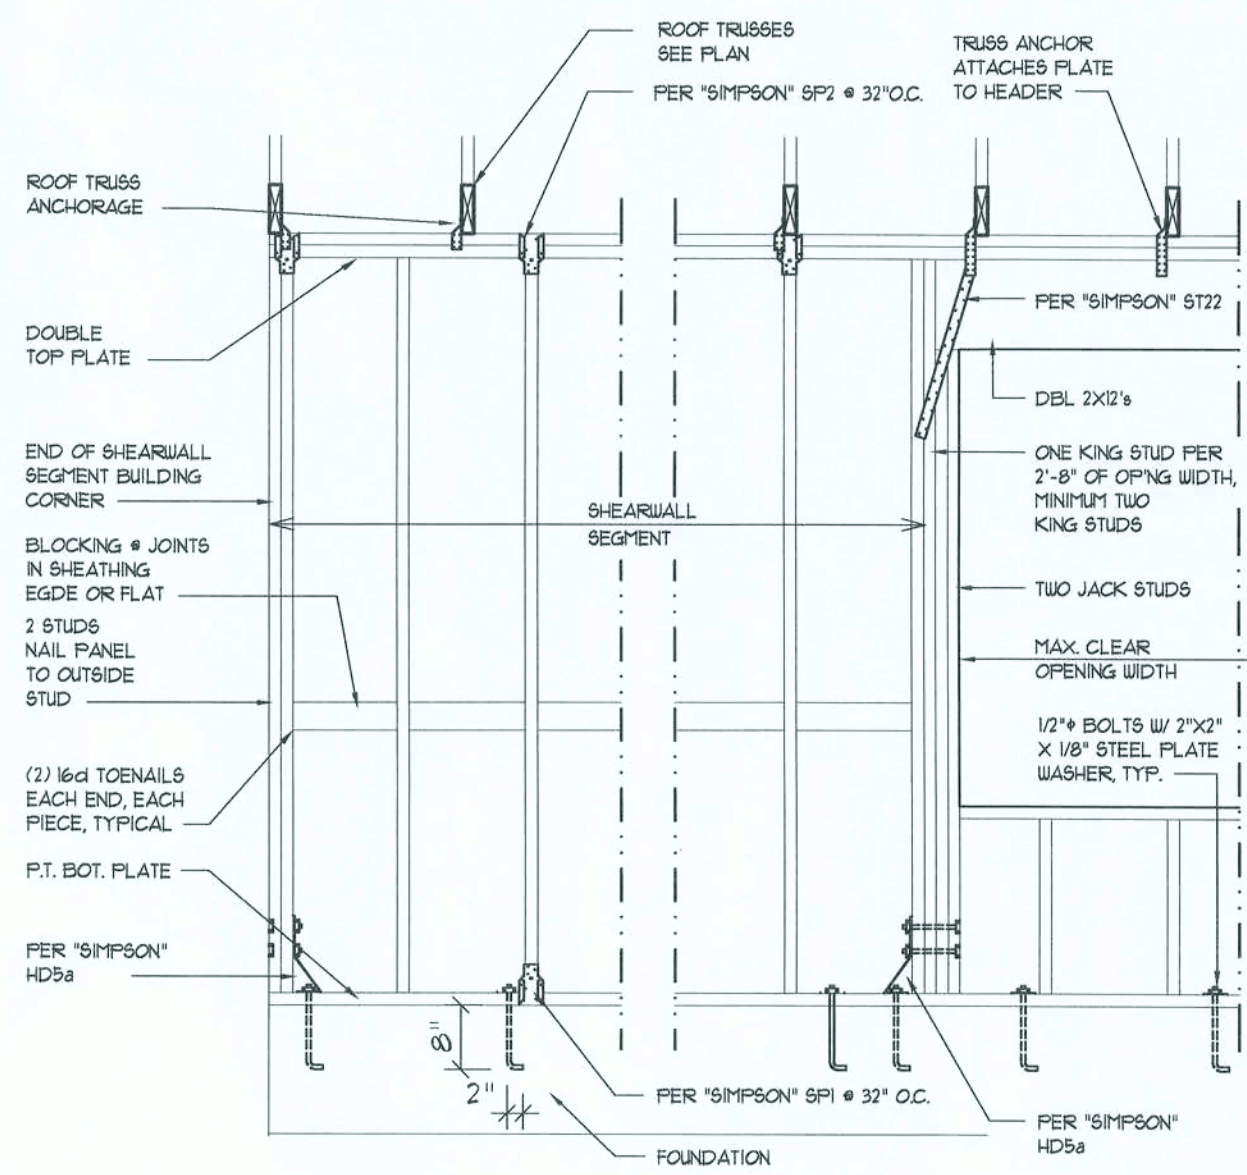 ROOF TRUSSES
SEE PLAN
PER "SIMPSON" SP2 @ 32"O.C.
TRUSS ANCHOR
ATTACHES PLATE
TO HEADER
ROOF TRUSS
ANCHORAGE
DOUBLE
TOP PLATE
END OF SHEARWALL
SEGMENT BUILDING
CORNER
BLOCKING @ JOINTS
IN SHEATHING
EGDE OR FLAT
2 STUDS
NAIL PANEL
TO OUTSIDE
STUD
(2) 16d TOENAILS
EACH END, EACH
PIECE, TYPICAL
P.T. BOT. PLATE
PER "SIMPSON"
HD5a
SHEARWALL
SEGMENT
PER "SIMPSON" ST22
DBL 2X12's
ONE KING STUD PER
2'-8" OF OP'NG WIDTH,
MINIMUM TWO
KING STUDS
TWO JACK STUDS
MAX. CLEAR
OPENING WIDTH
1/2"ϕ BOLTS W/ 2"X2"
X 1/8" STEEL PLATE
WASHER, TYP.
8"
2"
PER "SIMPSON" SP1 @ 32" O.C.
FOUNDATION
PER "SIMPSON"
HD5a